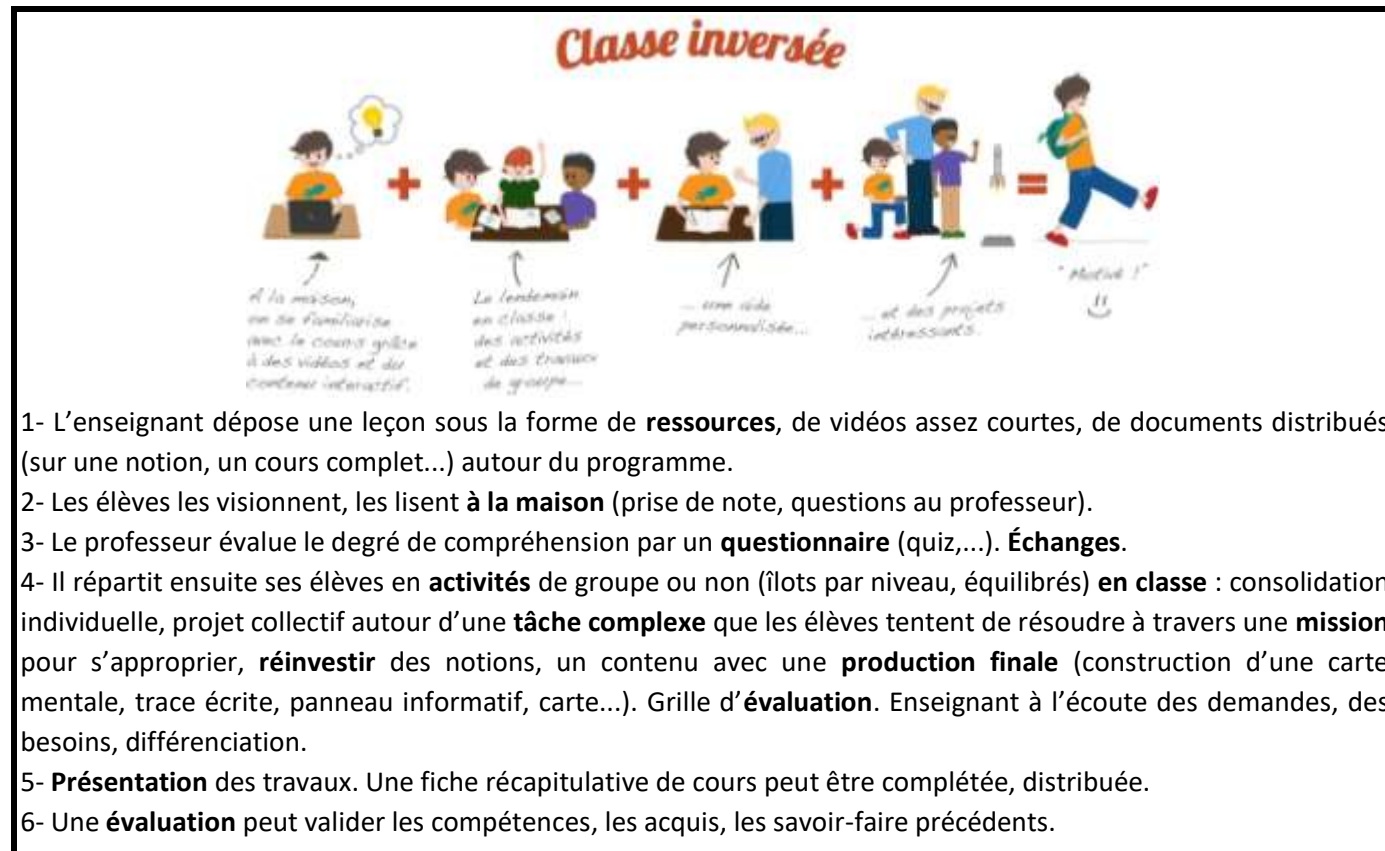 Classe inversée
A la maison,
on se familiarise
avec le cours grâce
à des vidéos et du
contenu interactif.
Le lendemain
en classe :
des activités
et des travaux
de groupe...
... une aide
personnalisée...
... et des projets
intéressants.
" Motivé ! "
1- L’enseignant dépose une leçon sous la forme de ressources, de vidéos assez courtes, de documents distribués
(sur une notion, un cours complet...) autour du programme.
2- Les élèves les visionnent, les lisent à la maison (prise de note, questions au professeur).
3- Le professeur évalue le degré de compréhension par un questionnaire (quiz,...). Échanges.
4- Il répartit ensuite ses élèves en activités de groupe ou non (îlots par niveau, équilibrés) en classe : consolidation
individuelle, projet collectif autour d’une tâche complexe que les élèves tentent de résoudre à travers une mission
pour s’approprier, réinvestir des notions, un contenu avec une production finale (construction d’une carte
mentale, trace écrite, panneau informatif, carte...). Grille d’évaluation. Enseignant à l’écoute des demandes, des
besoins, différenciation.
5- Présentation des travaux. Une fiche récapitulative de cours peut être complétée, distribuée.
6- Une évaluation peut valider les compétences, les acquis, les savoir-faire précédents.